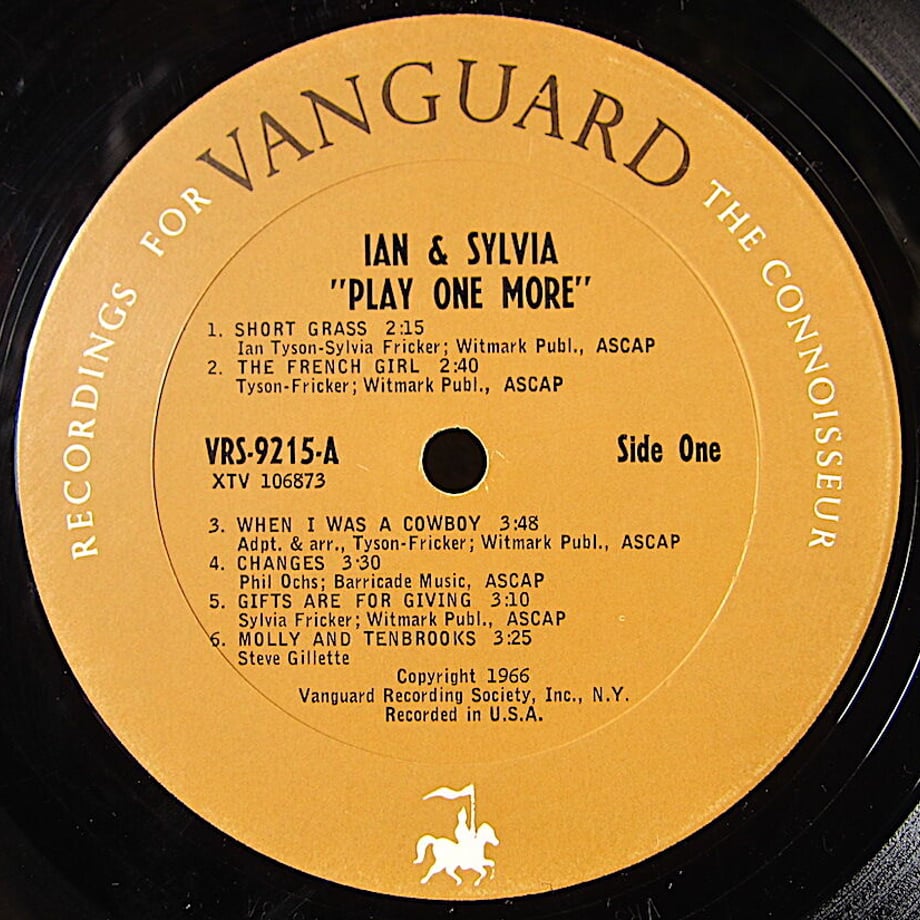 RECORDINGS FOR VANGUARD THE CONNOISSEUR
IAN & SYLVIA
"PLAY ONE MORE"
1. SHORT GRASS 2:15
Ian Tyson-Sylvia Fricker; Witmark Publ., ASCAP
2. THE FRENCH GIRL 2:40
Tyson-Fricker; Witmark Publ., ASCAP
VRS-9215-A Side One
XTV 106873
3. WHEN I WAS A COWBOY 3:48
Adpt. & arr., Tyson-Fricker; Witmark Publ., ASCAP
4. CHANGES 3:30
Phil Ochs; Barricade Music, ASCAP
5. GIFTS ARE FOR GIVING 3:10
Sylvia Fricker; Witmark Publ., ASCAP
6. MOLLY AND TENBROOKS 3:25
Steve Gillette
Copyright 1966
Vanguard Recording Society, Inc., N.Y.
Recorded in U.S.A.